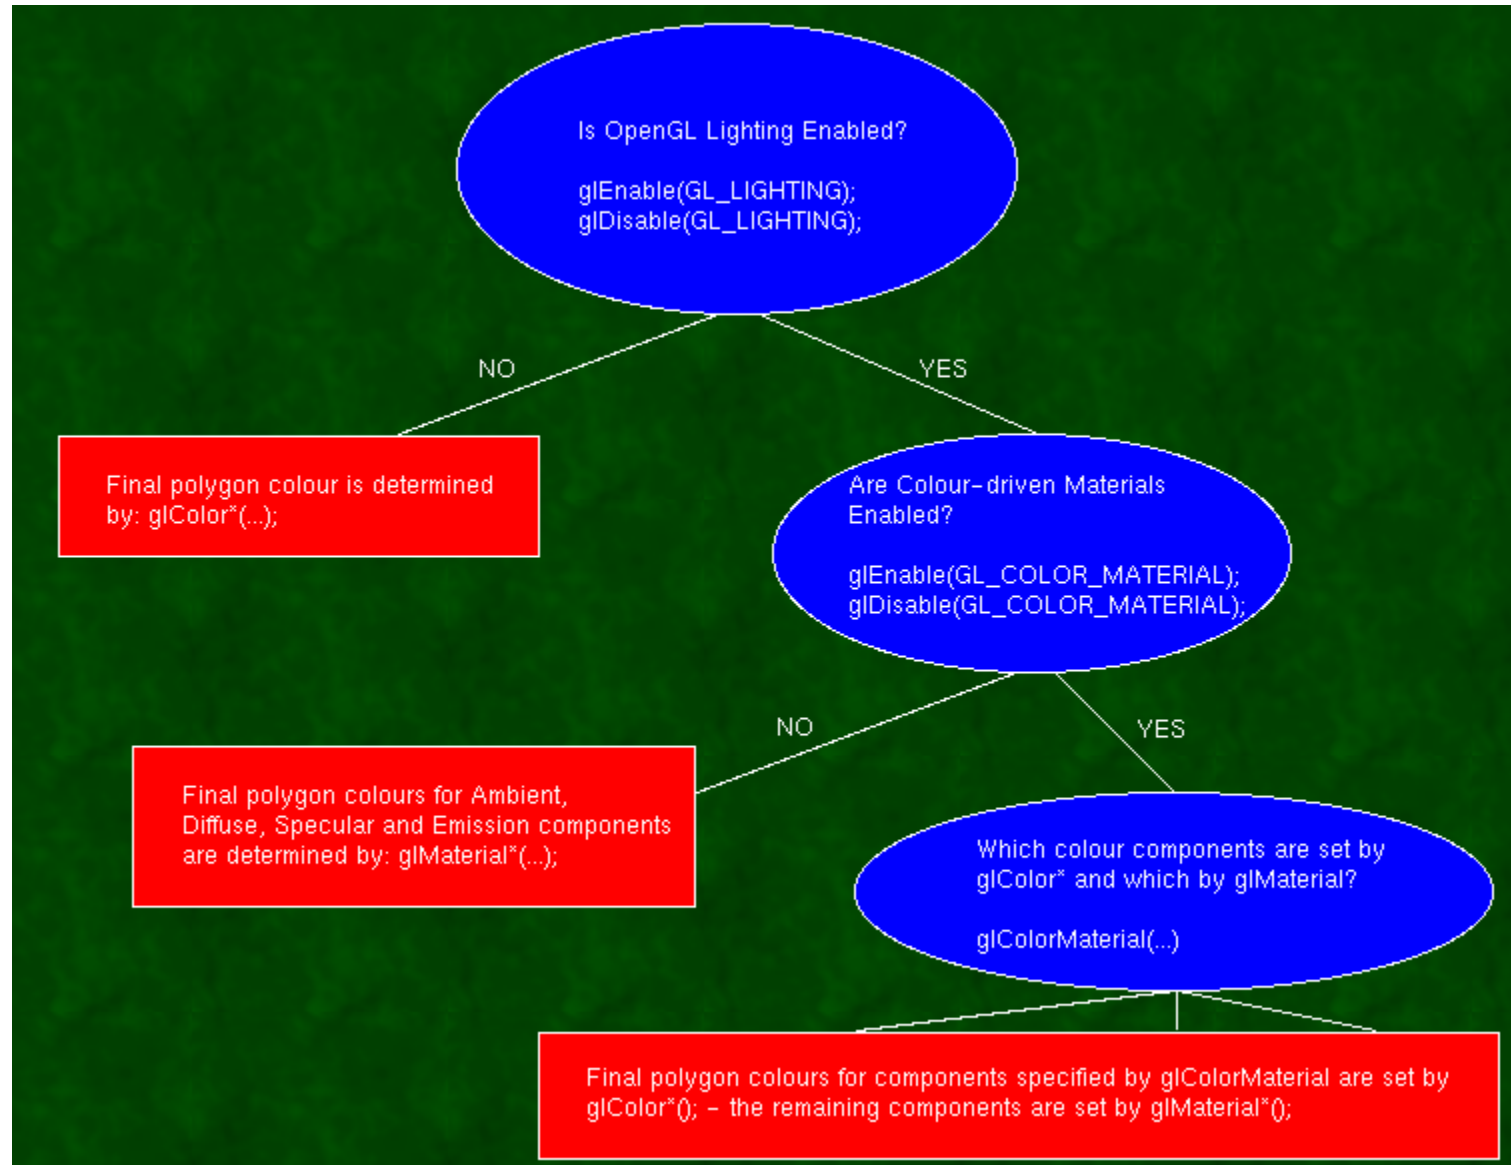 Is OpenGL Lighting Enabled?
glEnable(GL_LIGHTING);
glDisable(GL_LIGHTING);
NO
YES
Final polygon colour is determined
by: glColor*(...);
Are Colour-driven Materials
Enabled?
glEnable(GL_COLOR_MATERIAL);
glDisable(GL_COLOR_MATERIAL);
NO
YES
Final polygon colours for Ambient,
Diffuse, Specular and Emission components
are determined by: glMaterial*(...);
Which colour components are set by
glColor* and which by glMaterial?
glColorMaterial(...)
Final polygon colours for components specified by glColorMaterial are set by
glColor*(); - the remaining components are set by glMaterial*();